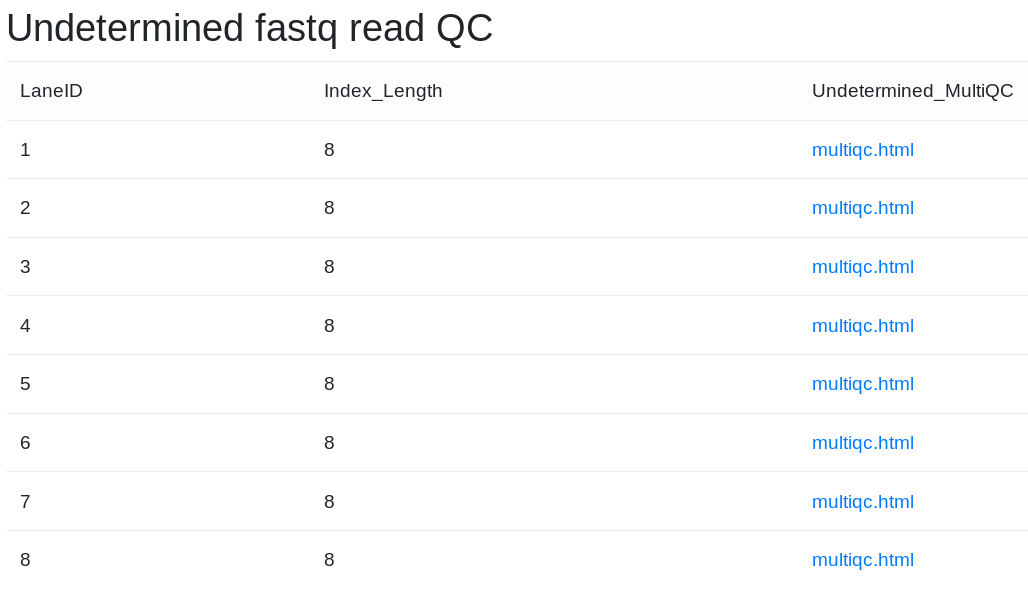 Undetermined fastq read QC
LaneID Index_Length Undetermined_MultiQC
1 8 multiqc.html
2 8 multiqc.html
3 8 multiqc.html
4 8 multiqc.html
5 8 multiqc.html
6 8 multiqc.html
7 8 multiqc.html
8 8 multiqc.html